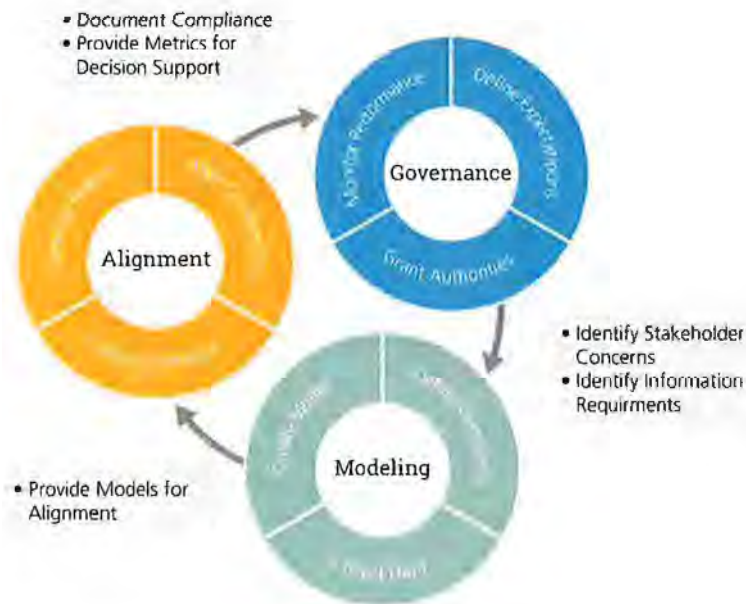 • Document Compliance
• Provide Metrics for
Decision Support
Monitor Performance
Define Expectations
Governance
Grant Authorities
Alignment
• Identify Stakeholder
Concerns
• Identify Information
Requirments
Modeling
• Provide Models for
Alignment